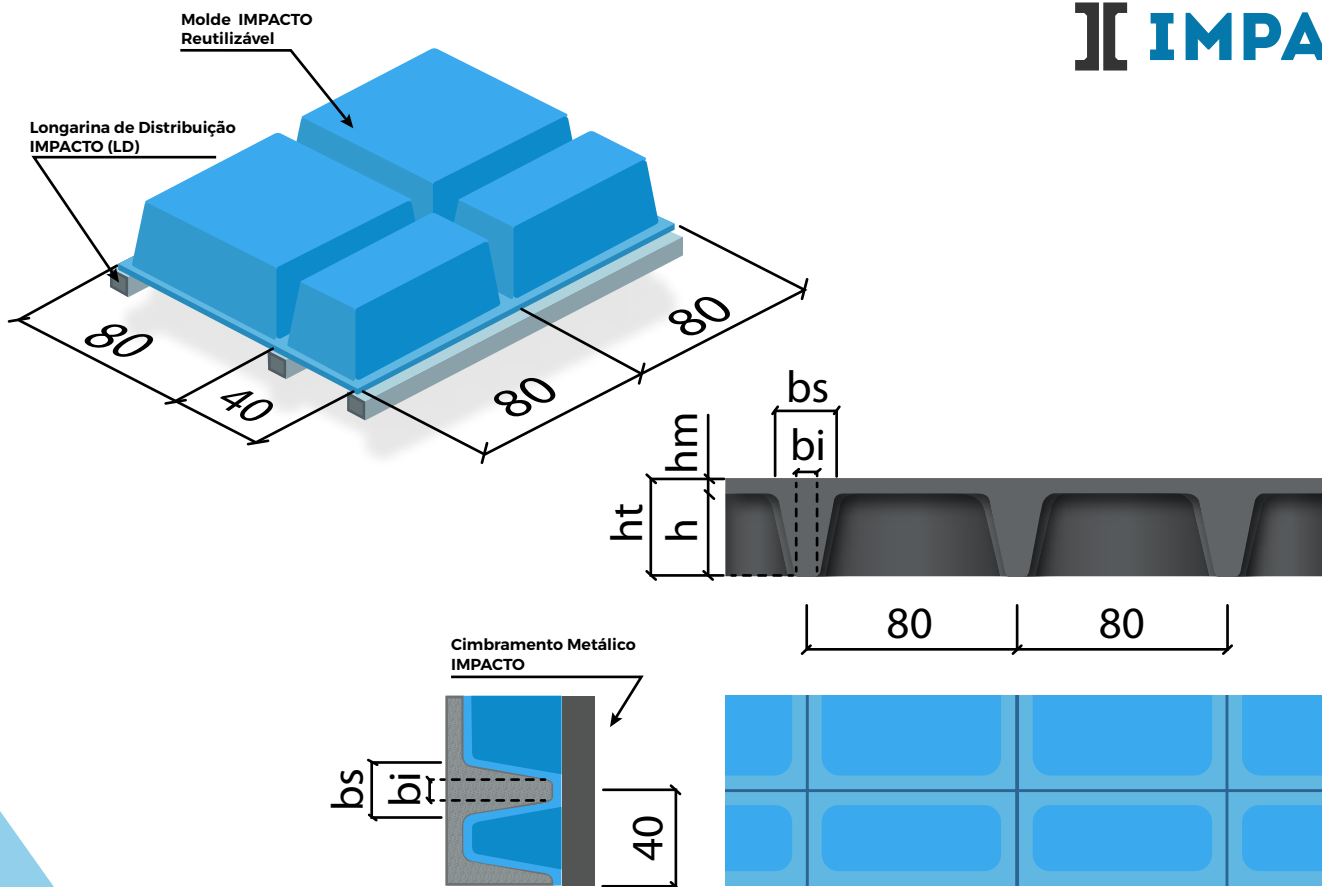 Molde IMPACTO
Reutilizável
IMPA
Longarina de Distribuição
IMPACTO (LD)
80
40
80
80
bs
bi
hm
ht
h
80
80
Cimbramento Metálico
IMPACTO
bs
bi
40